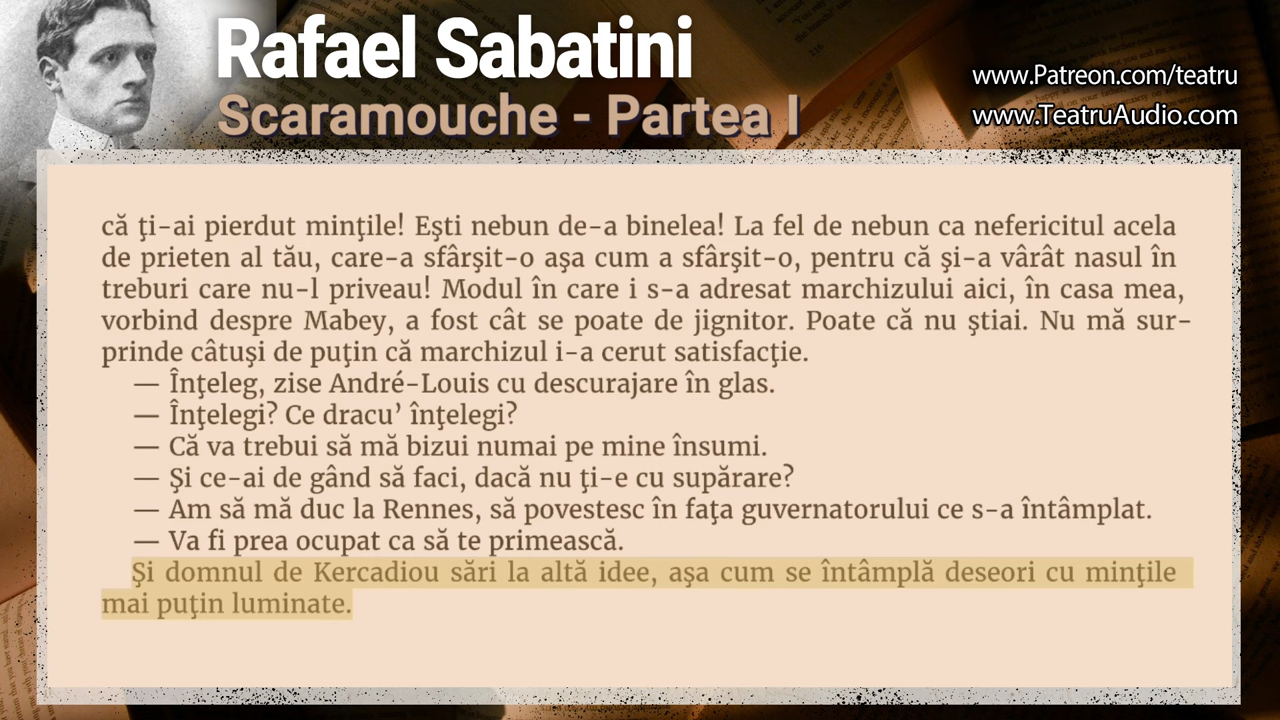 Rafael Sabatini
Scaramouche - Partea I
www.Patreon.com/teatru
www.TeatruAudio.com
că ţi-ai pierdut minţile! Eşti nebun de-a binelea! La fel de nebun ca nefericitul acela
de prieten al tău, care-a sfârşit-o aşa cum a sfârşit-o, pentru că şi-a vârât nasul în
treburi care nu-l priveau! Modul în care i s-a adresat marchizului aici, în casa mea,
vorbind despre Mabey, a fost cât se poate de jignitor. Poate că nu ştiai. Nu mă sur-
prinde câtuşi de puţin că marchizul i-a cerut satisfacţie.
— Înţeleg, zise André-Louis cu descurajare în glas.
— Înţelegi? Ce dracu’ înţelegi?
— Că va trebui să mă bizui numai pe mine însumi.
— Şi ce-ai de gând să faci, dacă nu ţi-e cu supărare?
— Am să mă duc la Rennes, să povestesc în faţa guvernatorului ce s-a întâmplat.
— Va fi prea ocupat ca să te primească.
Şi domnul de Kercadiou sări la altă idee, aşa cum se întâmplă deseori cu minţile
mai puţin luminate.